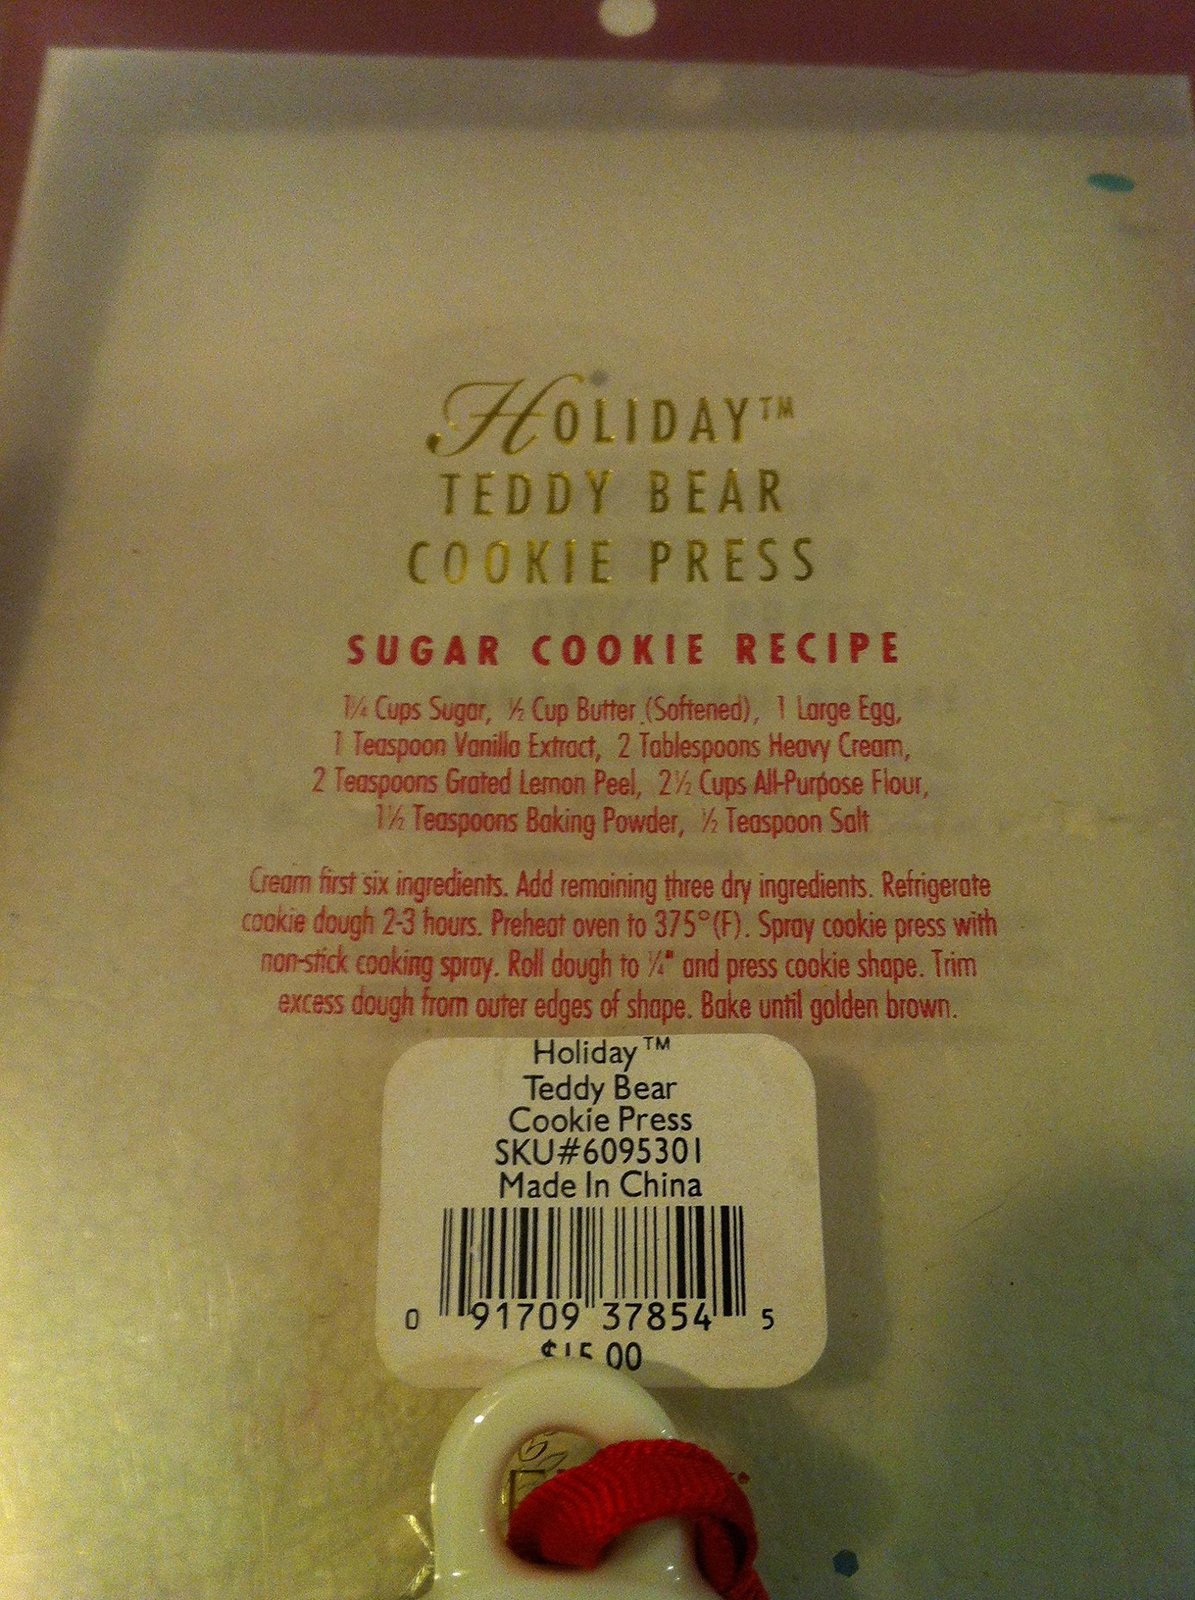 HOLIDAY™
TEDDY BEAR
COOKIE PRESS
SUGAR COOKIE RECIPE
1¼ Cups Sugar, ½ Cup Butter (Softened), 1 Large Egg,
1 Teaspoon Vanilla Extract, 2 Tablespoons Heavy Cream,
2 Teaspoons Grated Lemon Peel, 2½ Cups All-Purpose Flour,
1½ Teaspoons Baking Powder, ½ Teaspoon Salt
Cream first six ingredients. Add remaining three dry ingredients. Refrigerate
cookie dough 2-3 hours. Preheat oven to 375°(F). Spray cookie press with
non-stick cooking spray. Roll dough to ¼" and press cookie shape. Trim
excess dough from outer edges of shape. Bake until golden brown.
Holiday™
Teddy Bear
Cookie Press
SKU#6095301
Made In China
0 91709 37854 5
$15.00